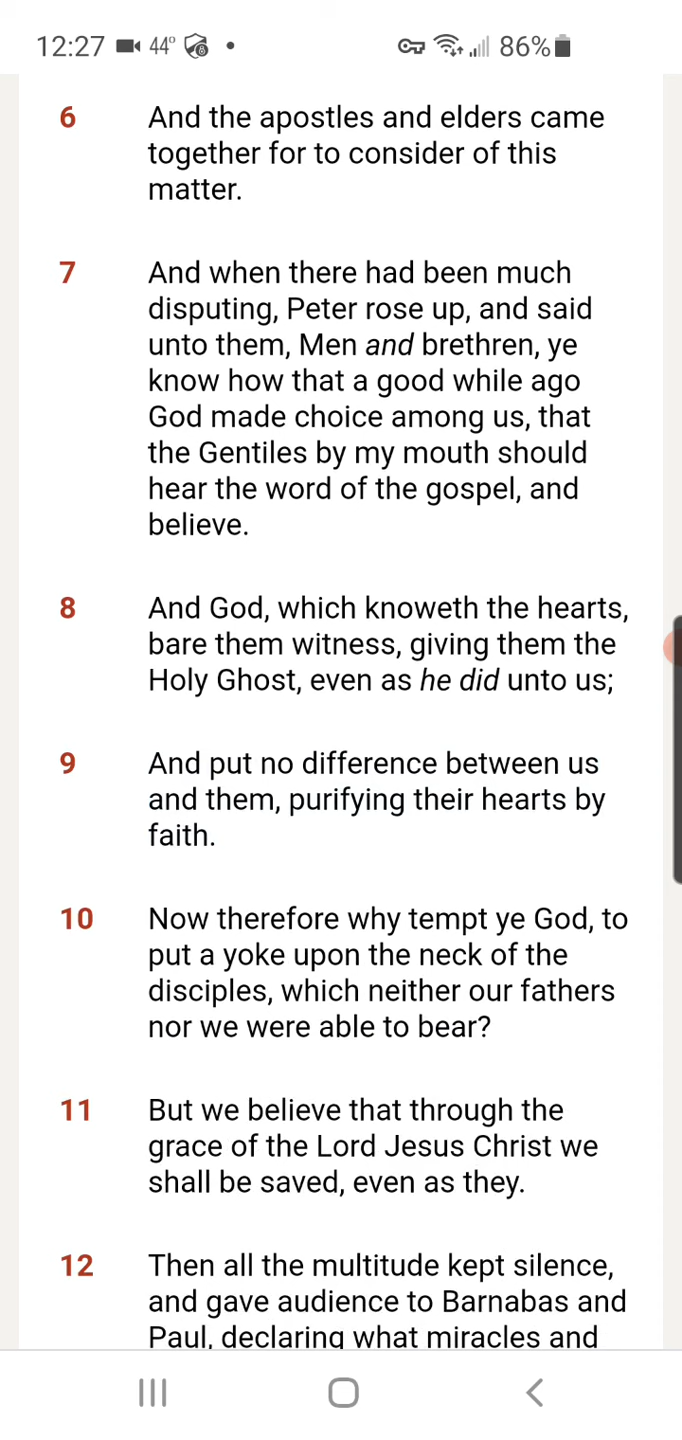 12:27 44° 8 86%
6 And the apostles and elders came
together for to consider of this
matter.
7 And when there had been much
disputing, Peter rose up, and said
unto them, Men and brethren, ye
know how that a good while ago
God made choice among us, that
the Gentiles by my mouth should
hear the word of the gospel, and
believe.
8 And God, which knoweth the hearts,
bare them witness, giving them the
Holy Ghost, even as he did unto us;
9 And put no difference between us
and them, purifying their hearts by
faith.
10 Now therefore why tempt ye God, to
put a yoke upon the neck of the
disciples, which neither our fathers
nor we were able to bear?
11 But we believe that through the
grace of the Lord Jesus Christ we
shall be saved, even as they.
12 Then all the multitude kept silence,
and gave audience to Barnabas and
Paul, declaring what miracles and